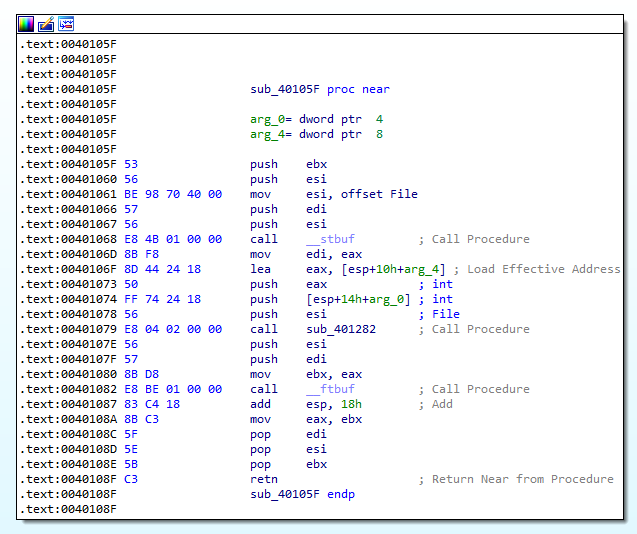 .text:0040105F
.text:0040105F
.text:0040105F
.text:0040105F sub_40105F proc near
.text:0040105F
.text:0040105F arg_0= dword ptr 4
.text:0040105F arg_4= dword ptr 8
.text:0040105F
.text:0040105F 53 push ebx
.text:00401060 56 push esi
.text:00401061 BE 98 70 40 00 mov esi, offset File
.text:00401066 57 push edi
.text:00401067 56 push esi
.text:00401068 E8 4B 01 00 00 call __stbuf ; Call Procedure
.text:0040106D 8B F8 mov edi, eax
.text:0040106F 8D 44 24 18 lea eax, [esp+10h+arg_4] ; Load Effective Address
.text:00401073 50 push eax ; int
.text:00401074 FF 74 24 18 push [esp+14h+arg_0] ; int
.text:00401078 56 push esi ; File
.text:00401079 E8 04 02 00 00 call sub_401282 ; Call Procedure
.text:0040107E 56 push esi
.text:0040107F 57 push edi
.text:00401080 8B D8 mov ebx, eax
.text:00401082 E8 BE 01 00 00 call __ftbuf ; Call Procedure
.text:00401087 83 C4 18 add esp, 18h ; Add
.text:0040108A 8B C3 mov eax, ebx
.text:0040108C 5F pop edi
.text:0040108D 5E pop esi
.text:0040108E 5B pop ebx
.text:0040108F C3 retn ; Return Near from Procedure
.text:0040108F sub_40105F endp
.text:0040108F